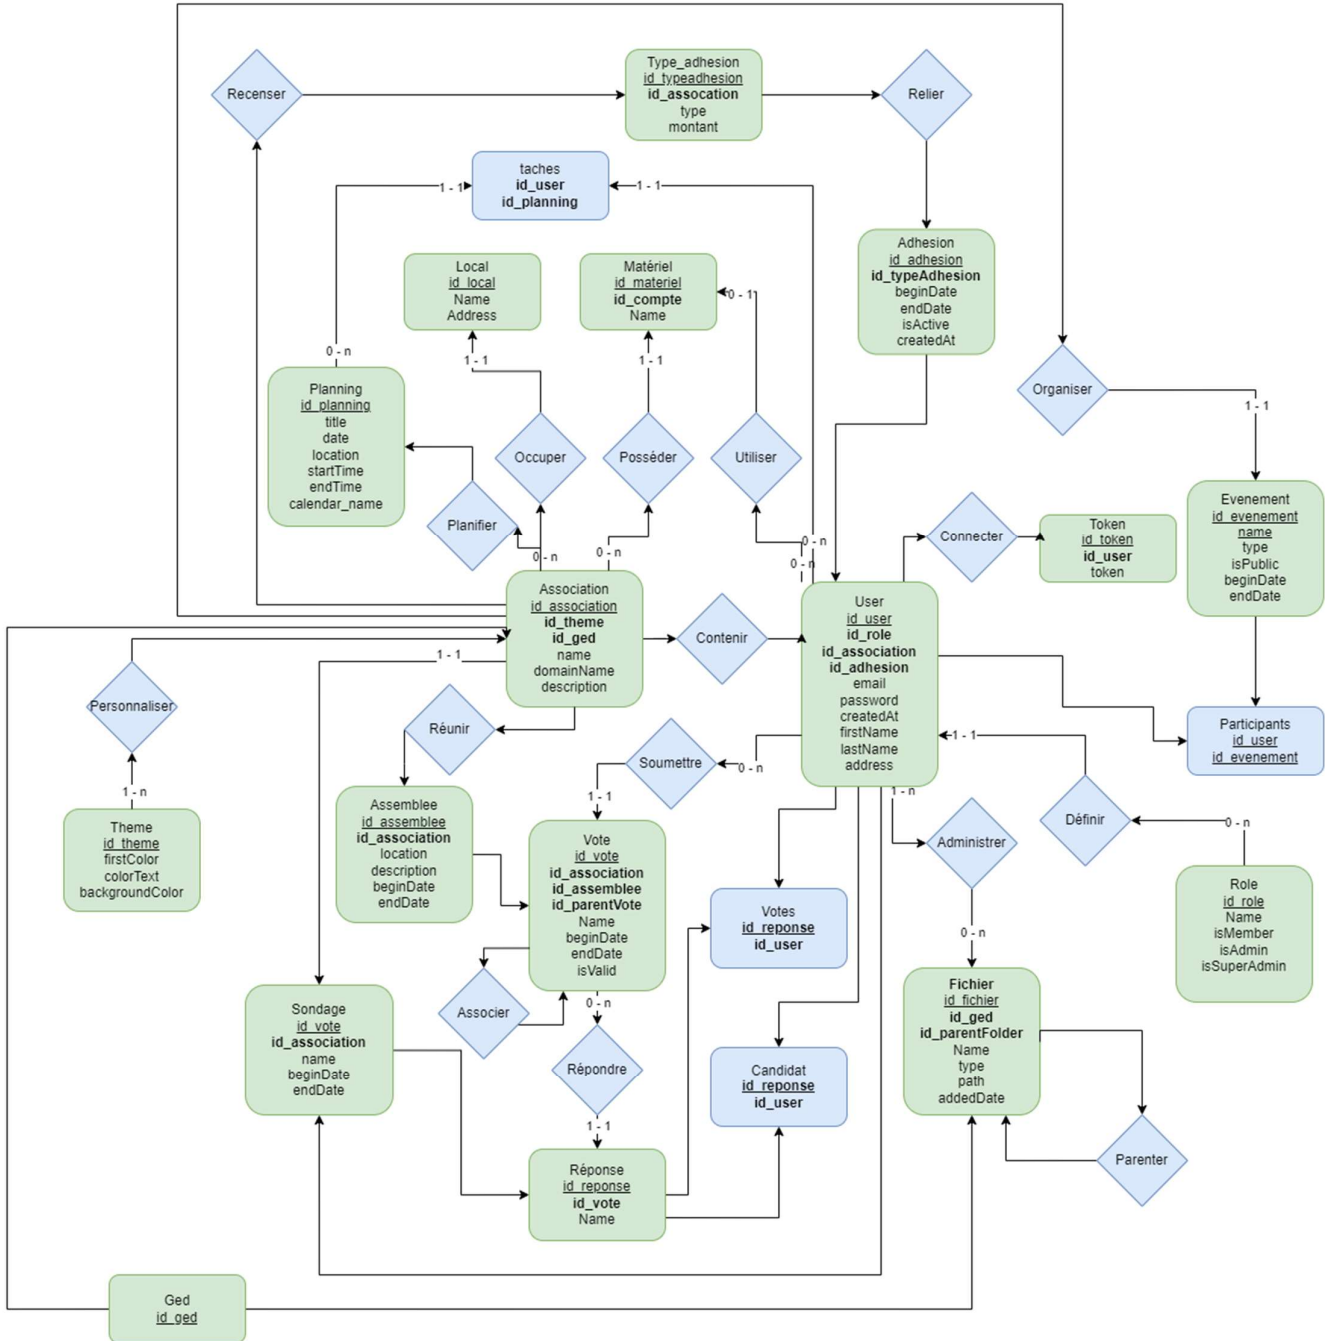 Recenser
Type_adhesion
id_typeadhesion
id_assocation
type
montant
Relier
taches
id_user
id_planning
1 - 1
1 - 1
Local
id_local
Name
Address
Matériel
id_materiel
id_compte
Name
0 - 1
Adhesion
id_adhesion
id_typeAdhesion
beginDate
endDate
isActive
createdAt
0 - n
1 - 1
1 - 1
Planning
id_planning
title
date
location
startTime
endTime
calendar_name
Organiser
1 - 1
Occuper
Posséder
Utiliser
Planifier
0 - n
0 - n
0 - n
0 - n
Connecter
Token
id_token
id_user
token
Evenement
id_evenement
name
type
isPublic
beginDate
endDate
Association
id_association
id_theme
id_ged
name
domainName
description
Contenir
User
id_user
id_role
id_association
id_adhesion
email
password
createdAt
firstName
lastName
address
1 - 1
Personnaliser
Réunir
Soumettre
0 - n
1 - 1
Participants
id_user
id_evenement
1 - n
1 - 1
1 - n
Theme
id_theme
firstColor
colorText
backgroundColor
Assemblee
id_assemblee
id_association
location
description
beginDate
endDate
Vote
id_vote
id_association
id_assemblee
id_parentVote
Name
beginDate
endDate
isValid
Administrer
Définir
0 - n
Votes
id_reponse
id_user
Role
id_role
Name
isMember
isAdmin
isSuperAdmin
0 - n
Associer
0 - n
Sondage
id_vote
id_association
name
beginDate
endDate
Fichier
id_fichier
id_ged
id_parentFolder
Name
type
path
addedDate
Répondre
Candidat
id_reponse
id_user
1 - 1
Parenter
Réponse
id_reponse
id_vote
Name
Ged
id_ged